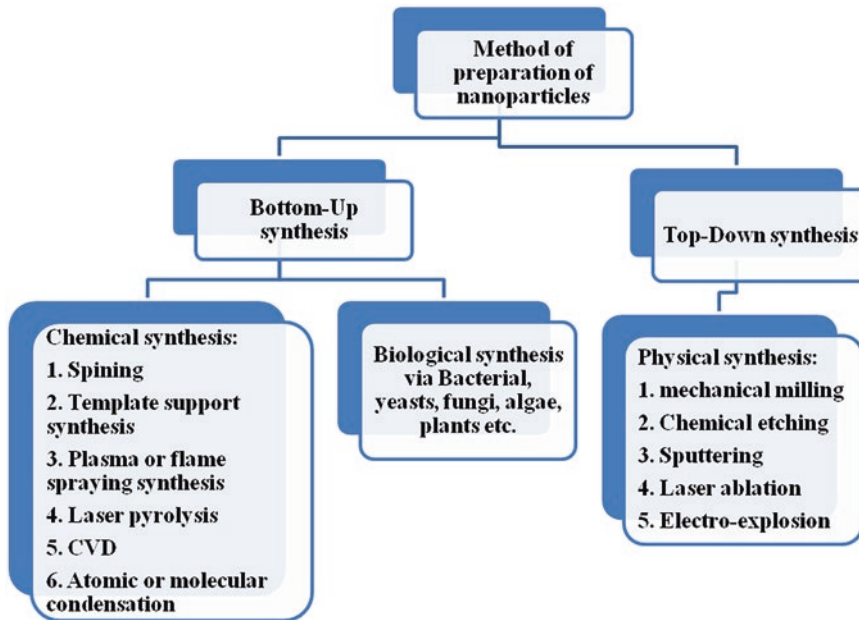 Method of
preparation of
nanoparticles
Bottom-Up
synthesis
Top-Down synthesis
Chemical synthesis:
1. Spining
2. Template support
synthesis
3. Plasma or flame
spraying synthesis
4. Laser pyrolysis
5. CVD
6. Atomic or molecular
condensation
Biological synthesis
via Bacterial,
yeasts, fungi, algae,
plants etc.
Physical synthesis:
1. mechanical milling
2. Chemical etching
3. Sputtering
4. Laser ablation
5. Electro-explosion